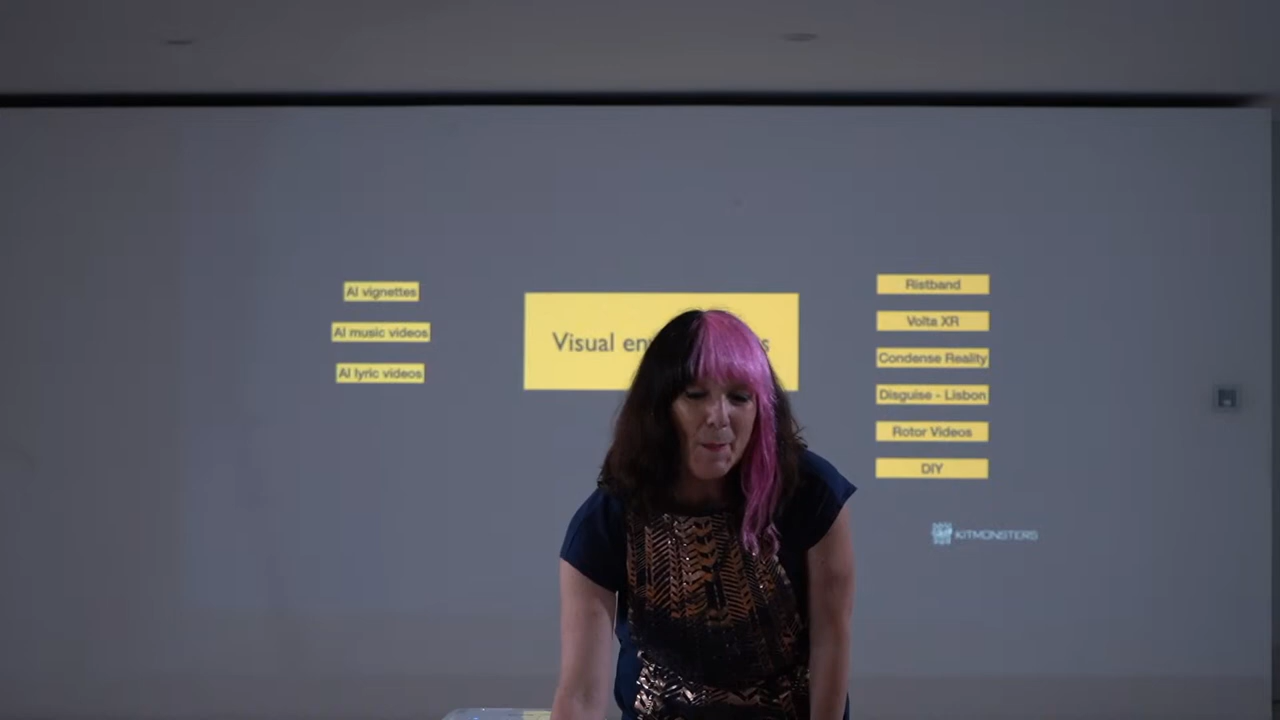 AI vignettes
AI music videos
AI lyric videos
Visual
Ristband
Volta XR
Condense Reality
Disguise - Lisbon
Rotor Videos
DIY
KITMONSTERS